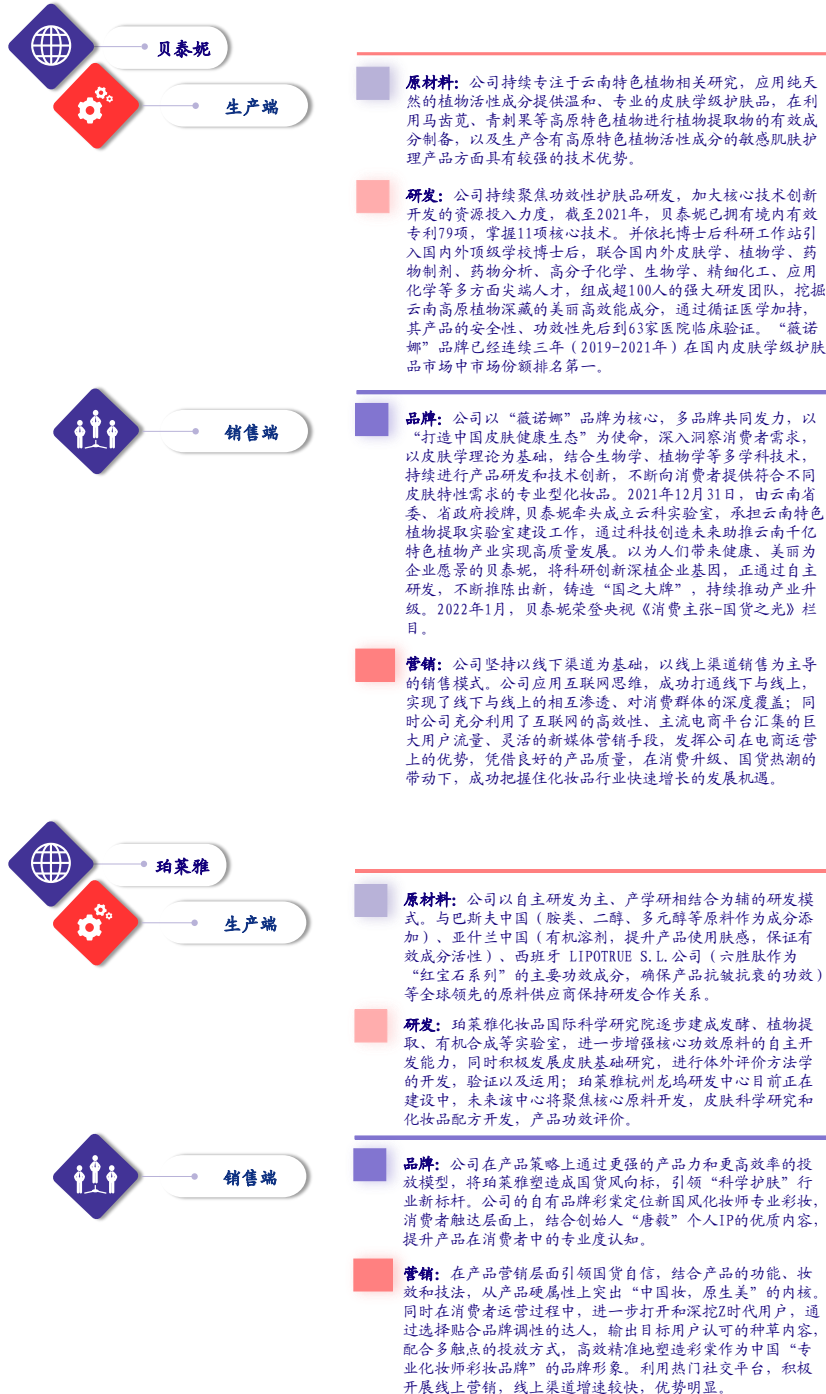 贝泰妮
生产端
原材料：公司持续专注于云南特色植物相关研究，应用纯天
然的植物活性成分提供温和、专业的皮肤学级护肤品，在利
用马齿苋、青刺果等高原特色植物进行植物提取物的有效成
分制备，以及生产含有高原特色植物活性成分的敏感肌肤护
理产品方面具有较强的技术优势。
研发：公司持续聚焦功效性护肤品研发，加大核心技术创新
开发的资源投入力度，截至2021年，贝泰妮已拥有境内有效
专利79项，掌握11项核心技术。并依托博士后科研工作站引
入国内外顶级学校博士后，联合国内外皮肤学、植物学、药
物制剂、药物分析、高分子化学、生物学、精细化工、应用
化学等多方面尖端人才，组成超100人的强大研发团队，挖掘
云南高原植物深藏的美丽高效能成分，通过循证医学加持，
其产品的安全性、功效性先后到63家医院临床验证。“薇诺
娜”品牌已经连续三年（2019-2021年）在国内皮肤学级护肤
品市场中市场份额排名第一。
销售端
品牌：公司以“薇诺娜”品牌为核心，多品牌共同发力，以
“打造中国皮肤健康生态”为使命，深入洞察消费者需求，
以皮肤学理论为基础，结合生物学、植物学等多学科技术，
持续进行产品研发和技术创新，不断向消费者提供符合不同
皮肤特性需求的专业型化妆品。2021年12月31日，由云南省
委、省政府授牌,贝泰妮牵头成立云科实验室，承担云南特色
植物提取实验室建设工作，通过科技创造未来助推云南千亿
特色植物产业实现高质量发展。以为人们带来健康、美丽为
企业愿景的贝泰妮，将科研创新深植企业基因，正通过自主
研发，不断推陈出新，铸造“国之大牌”，持续推动产业升
级。2022年1月，贝泰妮荣登央视《消费主张-国货之光》栏
目。
营销：公司坚持以线下渠道为基础，以线上渠道销售为主导
的销售模式。公司应用互联网思维，成功打通线下与线上，
实现了线下与线上的相互渗透、对消费群体的深度覆盖；同
时公司充分利用了互联网的高效性、主流电商平台汇集的巨
大用户流量、灵活的新媒体营销手段，发挥公司在电商运营
上的优势，凭借良好的产品质量，在消费升级、国货热潮的
带动下，成功把握住化妆品行业快速增长的发展机遇。
珀莱雅
生产端
原材料：公司以自主研发为主、产学研相结合为辅的研发模
式。与巴斯夫中国（胺类、二醇、多元醇等原料作为成分添
加）、亚什兰中国（有机溶剂，提升产品使用肤感，保证有
效成分活性）、西班牙 LIPOTRUE S.L.公司（六胜肽作为
“红宝石系列”的主要功效成分，确保产品抗皱抗衰的功效）
等全球领先的原料供应商保持研发合作关系。
研发：珀莱雅化妆品国际科学研究院逐步建成发酵、植物提
取、有机合成等实验室，进一步增强核心功效原料的自主开
发能力，同时积极发展皮肤基础研究，进行体外评价方法学
的开发，验证以及运用；珀莱雅杭州龙坞研发中心目前正在
建设中，未来该中心将聚焦核心原料开发，皮肤科学研究和
化妆品配方开发，产品功效评价。
销售端
品牌：公司在产品策略上通过更强的产品力和更高效率的投
放模型，将珀莱雅塑造成国货风向标，引领“科学护肤”行
业新标杆。公司的自有品牌彩棠定位新国风化妆师专业彩妆，
消费者触达层面上，结合创始人“唐毅”个人IP的优质内容，
提升产品在消费者中的专业度认知。
营销：在产品营销层面引领国货自信，结合产品的功能、妆
效和技法，从产品硬属性上突出“中国妆，原生美”的内核。
同时在消费者运营过程中，进一步打开和深挖Z时代用户，通
过选择贴合品牌调性的达人，输出目标用户认可的种草内容，
配合多触点的投放方式，高效精准地塑造彩棠作为中国“专
业化妆师彩妆品牌”的品牌形象。利用热门社交平台，积极
开展线上营销，线上渠道增速较快，优势明显。